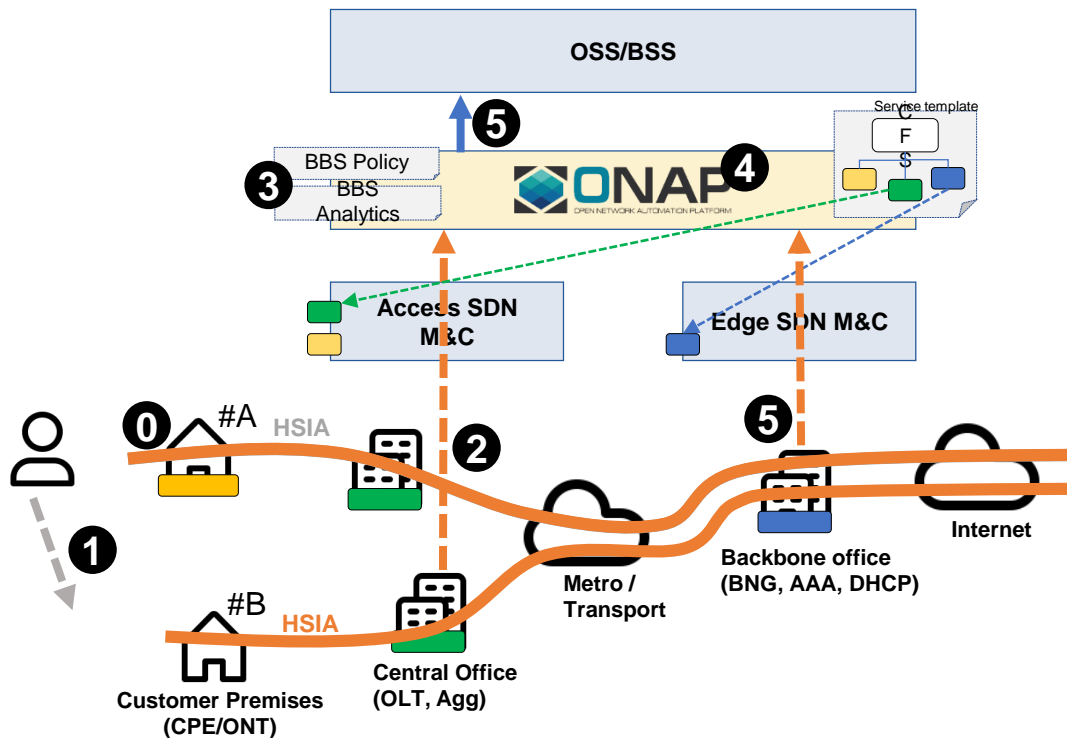 OSS/BSS
5
Service template
C
F
S
BBS Policy
3
BBS
Analytics
ONAP
OPEN NETWORK AUTOMATION PLATFORM
4
Access SDN
M&C
Edge SDN M&C
0
#A
HSIA
2
5
Internet
1
Backbone office
(BNG, AAA, DHCP)
Metro /
Transport
#B
HSIA
Central Office
(OLT, Agg)
Customer Premises
(CPE/ONT)